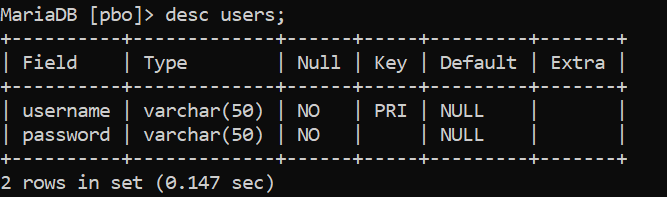 MariaDB [pbo]> desc users;
+----------+-------------+------+-----+---------+-------+
| Field    | Type        | Null | Key | Default | Extra |
+----------+-------------+------+-----+---------+-------+
| username | varchar(50) | NO   | PRI | NULL    |       |
| password | varchar(50) | NO   |     | NULL    |       |
+----------+-------------+------+-----+---------+-------+
2 rows in set (0.147 sec)